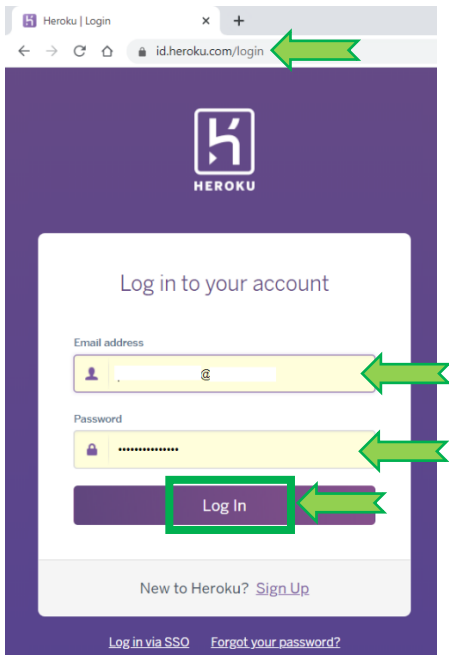 Heroku | Login
id.heroku.com/login
HEROKU
Log in to your account
Email address
@
Password
•••••••••••••••
Log In
New to Heroku? Sign Up
Log in via SSO Forgot your password?